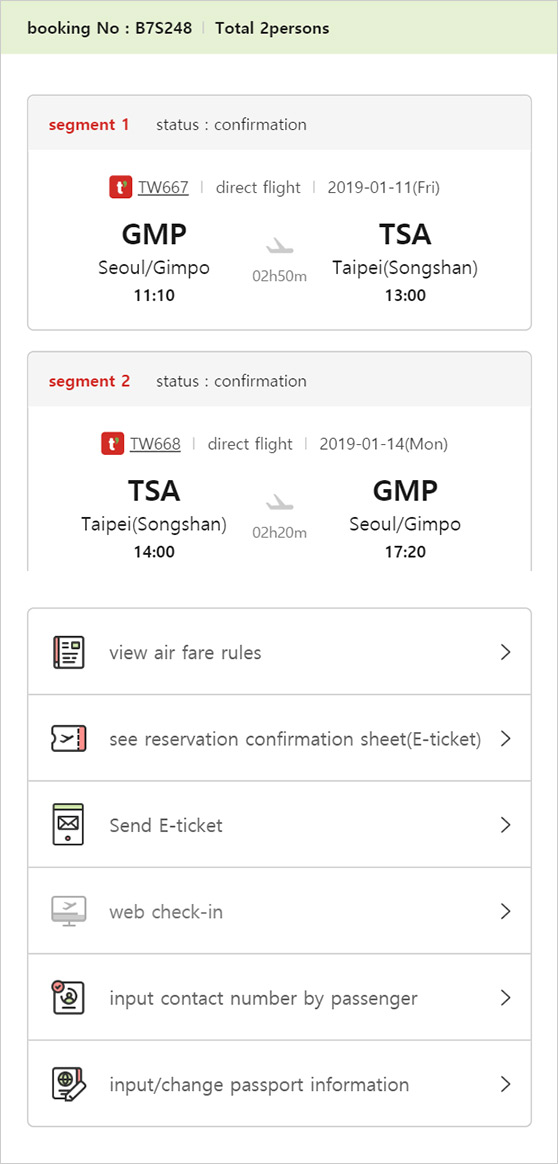 booking No : B7S248 | Total 2persons
segment 1 status : confirmation
t' TW667 | direct flight | 2019-01-11(Fri)
GMP TSA
Seoul/Gimpo 02h50m Taipei(Songshan)
11:10 13:00
segment 2 status : confirmation
t' TW668 | direct flight | 2019-01-14(Mon)
TSA GMP
Taipei(Songshan) 02h20m Seoul/Gimpo
14:00 17:20
view air fare rules
see reservation confirmation sheet(E-ticket)
Send E-ticket
web check-in
input contact number by passenger
input/change passport information